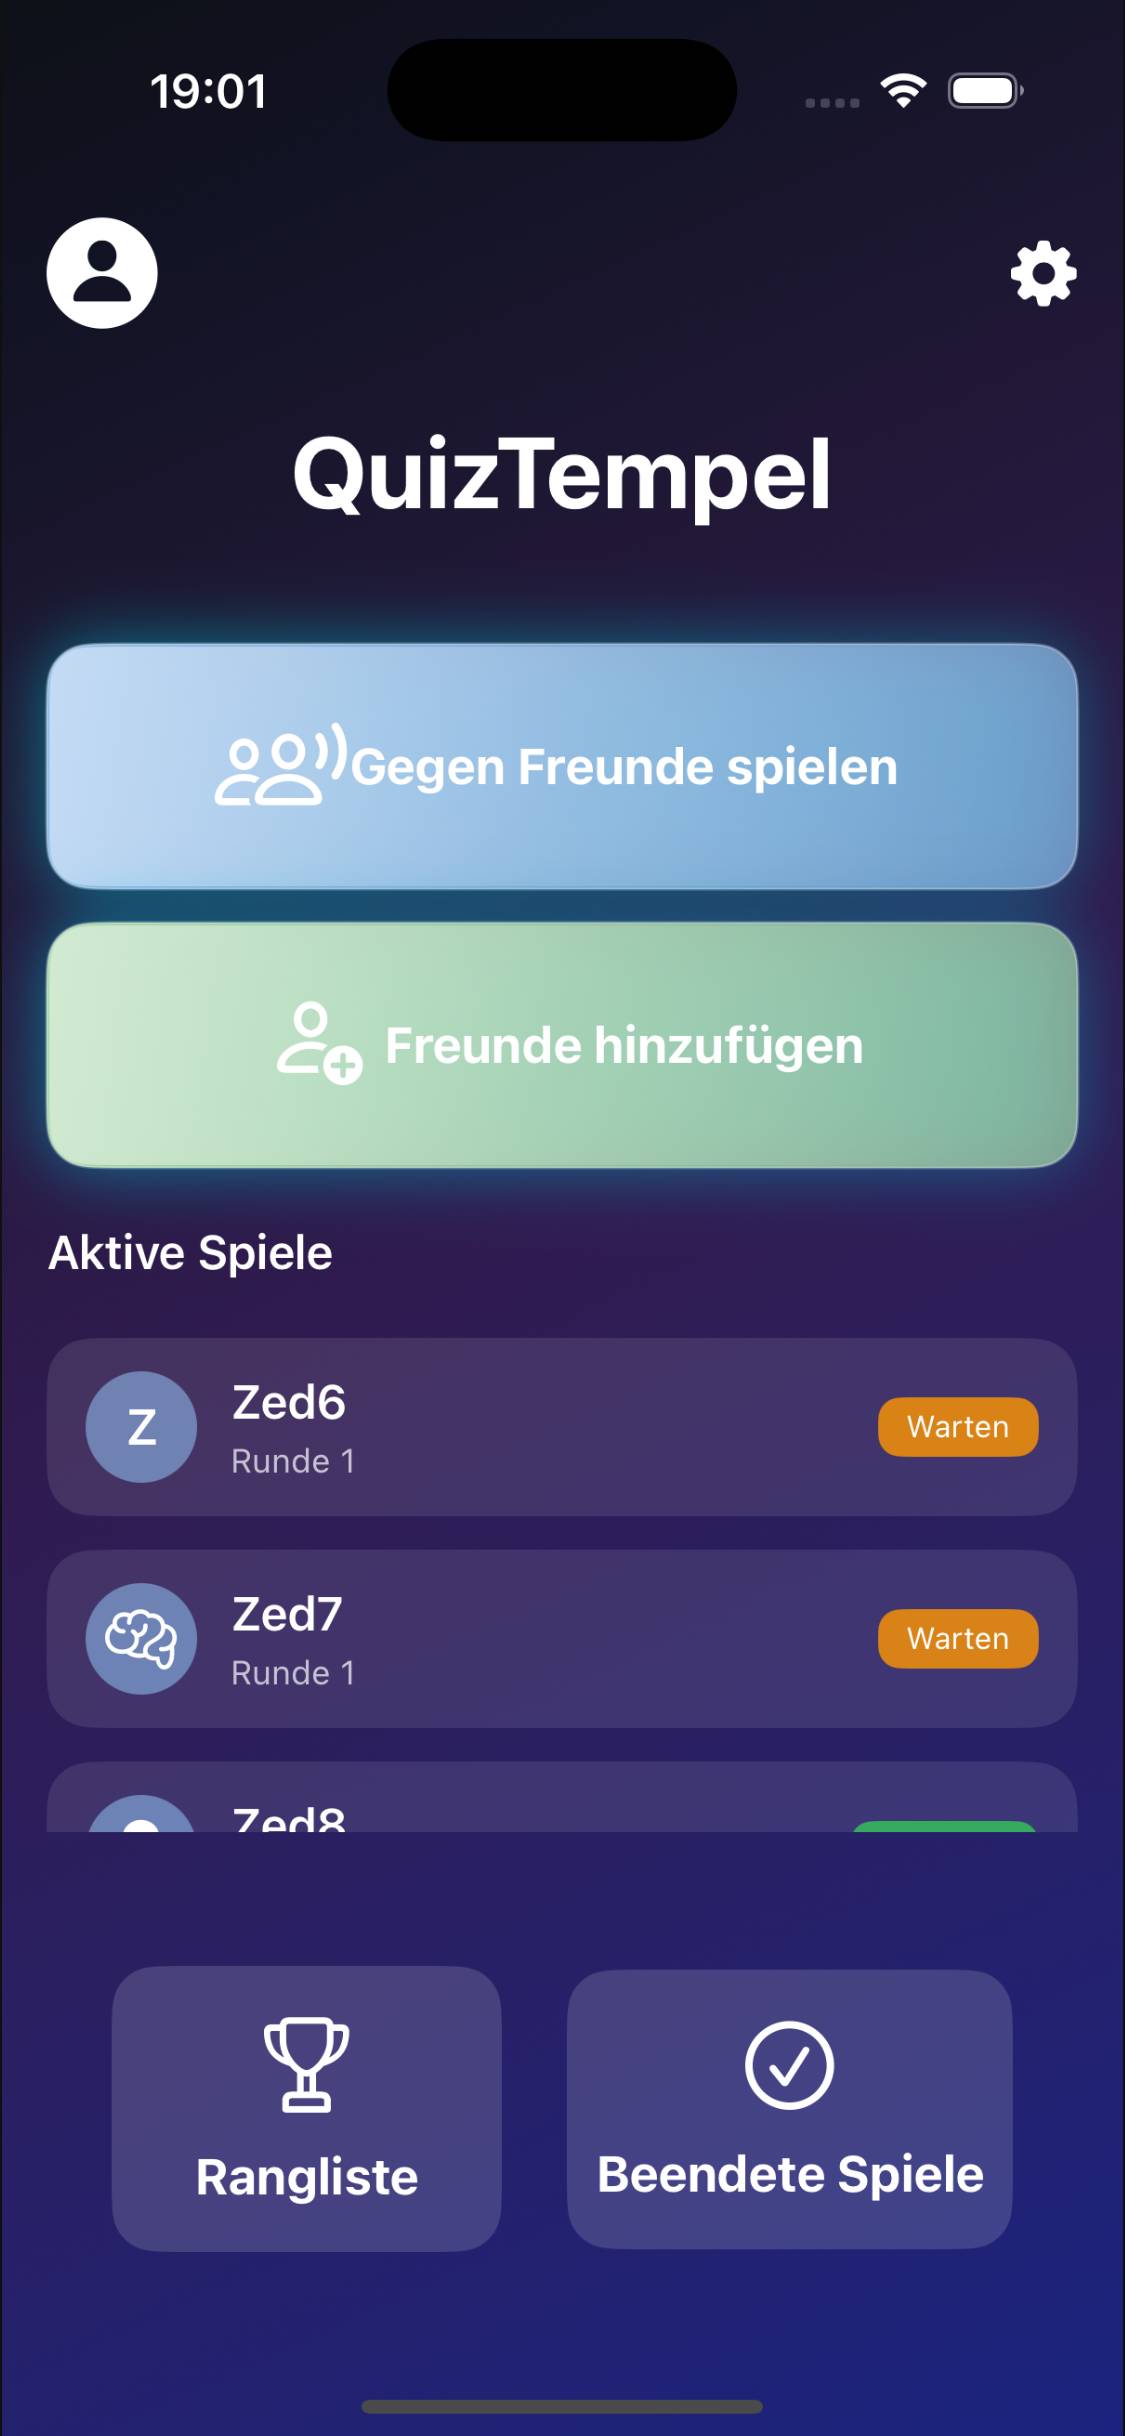 19:01
QuizTempel
Gegen Freunde spielen
Freunde hinzufügen
Aktive Spiele
Z
Zed6
Runde 1
Warten
Zed7
Runde 1
Warten
Zed8
Rangliste
Beendete Spiele